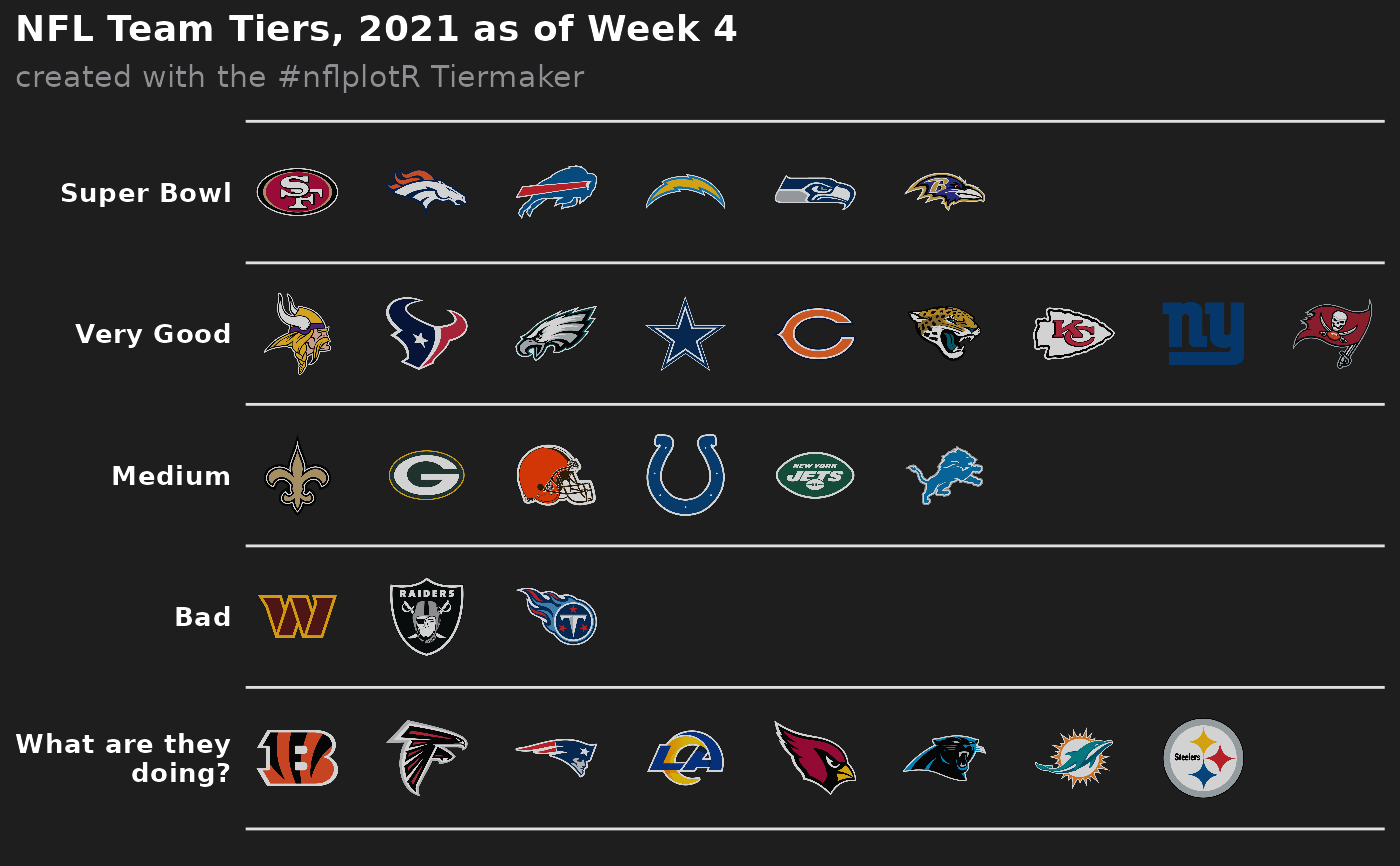 NFL Team Tiers, 2021 as of Week 4
created with the #nflplotR Tiermaker
Super Bowl
SF
B
Very Good
C
KC
ny
Medium
G
NEW YORK
JETS
Bad
W
RAIDERS
T
What are they
doing?
B
LA
Steelers